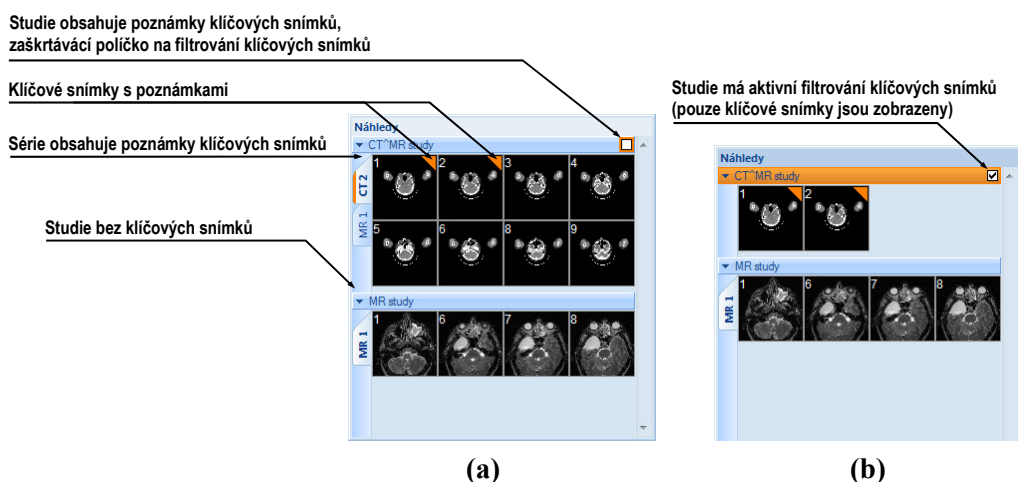 Studie obsahuje poznámky klíčových snímků,
zaškrtávácí políčko na filtrování klíčových snímků
Klíčové snímky s poznámkami
Série obsahuje poznámky klíčových snímků
Studie bez klíčových snímků
Náhledy
CT^MR study
CT 2
MR 1
1
2
3
4
5
6
8
9
MR study
MR 1
1
6
7
8
(a)
Studie má aktivní filtrování klíčových snímků
(pouze klíčové snímky jsou zobrazeny)
Náhledy
CT^MR study
1
2
MR study
MR 1
1
6
7
8
(b)